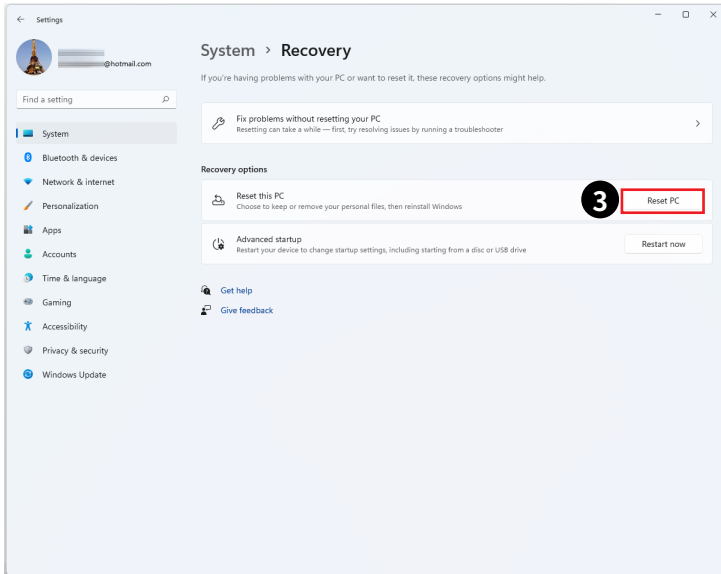 Settings
@hotmail.com
Find a setting
System
Bluetooth & devices
Network & internet
Personalization
Apps
Accounts
Time & language
Gaming
Accessibility
Privacy & security
Windows Update
System > Recovery
If you're having problems with your PC or want to reset it, these recovery options might help.
Fix problems without resetting your PC
Resetting can take a while — first, try resolving issues by running a troubleshooter
Recovery options
Reset this PC
Choose to keep or remove your personal files, then reinstall Windows
3
Reset PC
Advanced startup
Restart your device to change startup settings, including starting from a disc or USB drive
Restart now
Get help
Give feedback